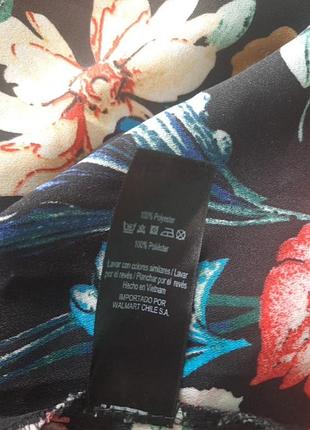 100% Polyester
100% Poliéster
Lavar con colores similares / Lavar
por el revés / Planchar por el revés
Hecho en Vietnam
IMPORTADO POR
WALMART CHILE S.A.